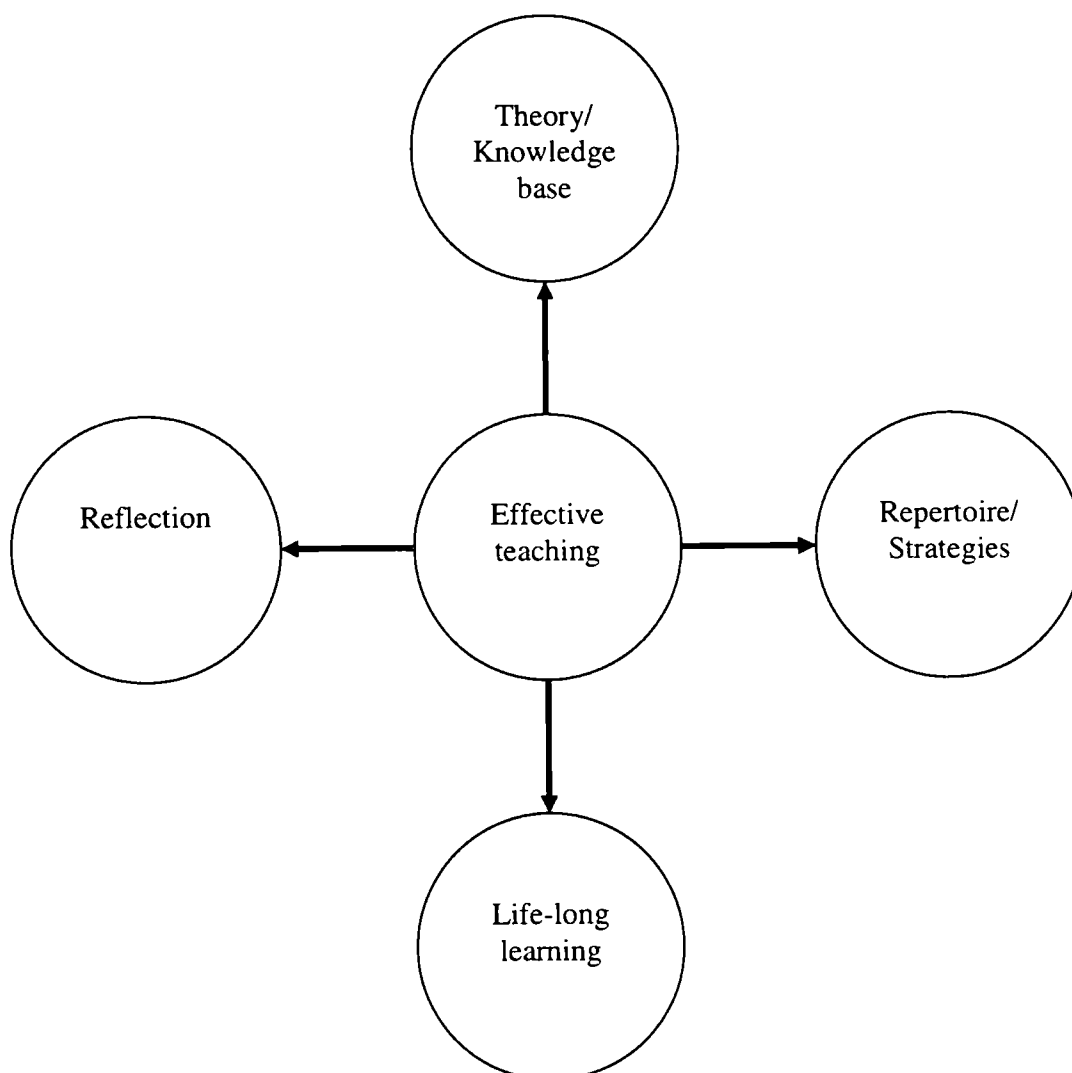 Theory/
Knowledge
base
Reflection
Effective
teaching
Repertoire/
Strategies
Life-long
learning